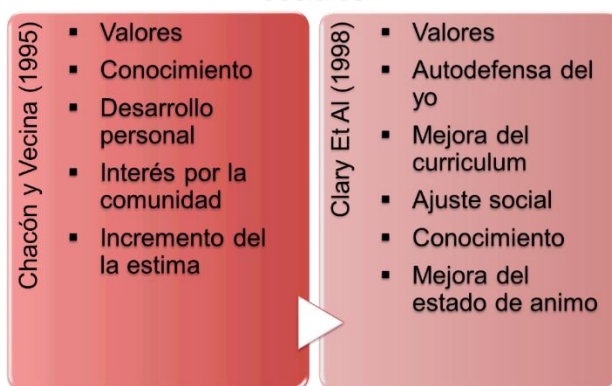 Chacón y Vecina (1995)
▪ Valores
▪ Conocimiento
▪ Desarrollo
personal
▪ Interés por la
comunidad
▪ Incremento del
la estima
Clary Et Al (1998)
▪ Valores
▪ Autodefensa del
yo
▪ Mejora del
curriculum
▪ Ajuste social
▪ Conocimiento
▪ Mejora del
estado de animo